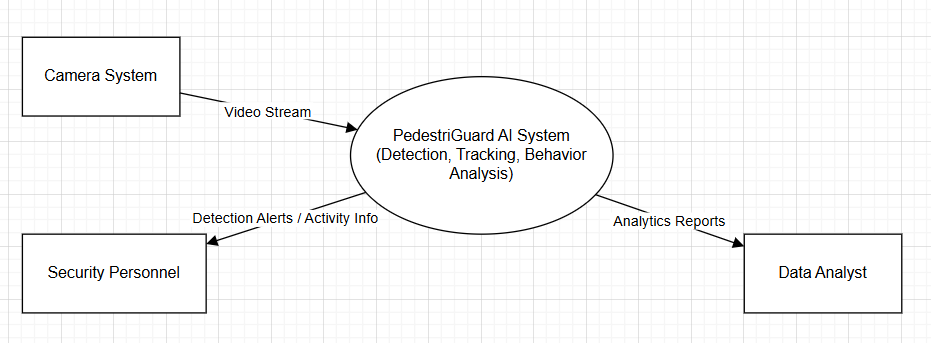 Camera System
Video Stream
PedestriGuard AI System
(Detection, Tracking, Behavior
Analysis)
Detection Alerts / Activity Info
Analytics Reports
Security Personnel
Data Analyst